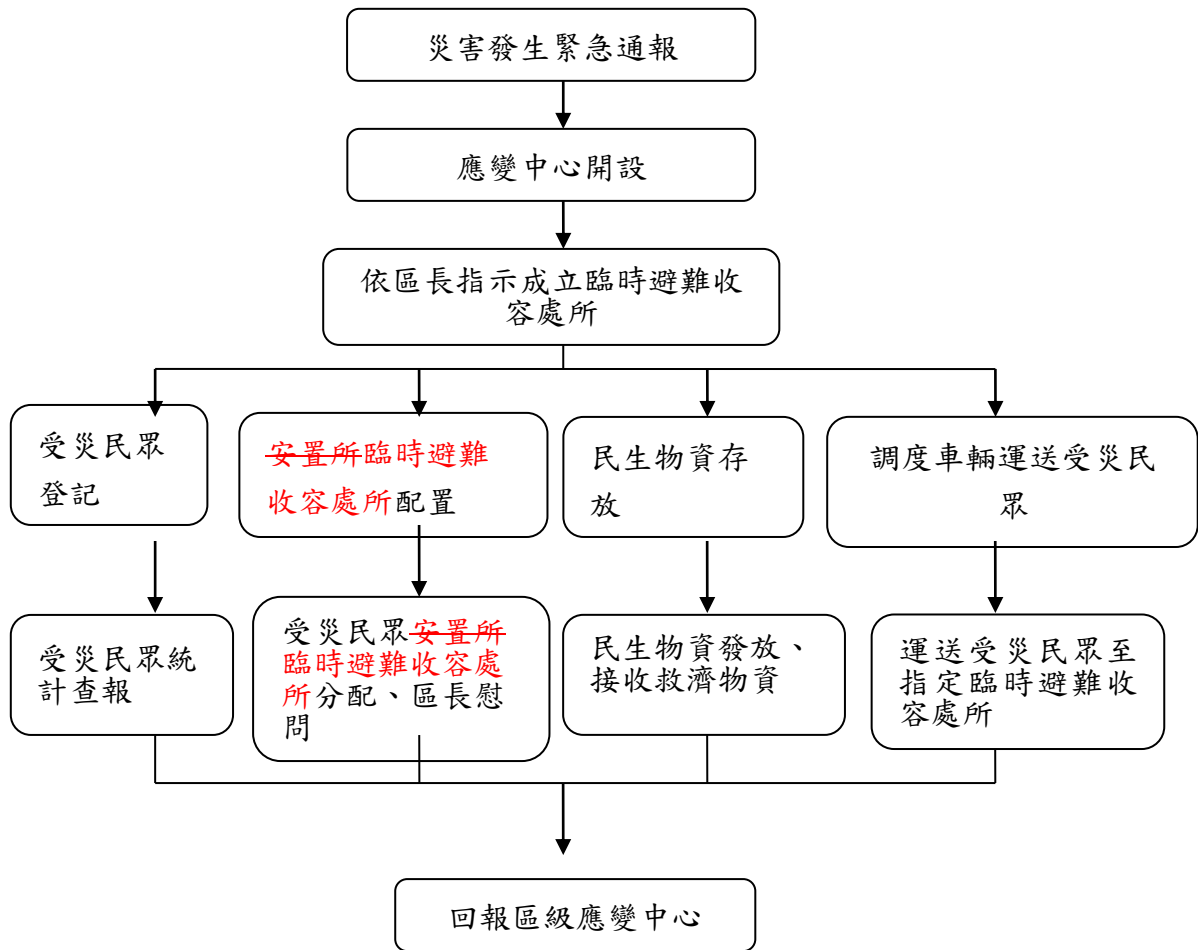 災害發生緊急通報
應變中心開設
依區長指示成立臨時避難收
容處所
受災民眾
登記
安置所臨時避難
收容處所配置
民生物資存
放
調度車輛運送受災民
眾
受災民眾統
計查報
受災民眾安置所
臨時避難收容處
所分配、區長慰
問
民生物資發放、
接收救濟物資
運送受災民眾至
指定臨時避難收
容處所
回報區級應變中心